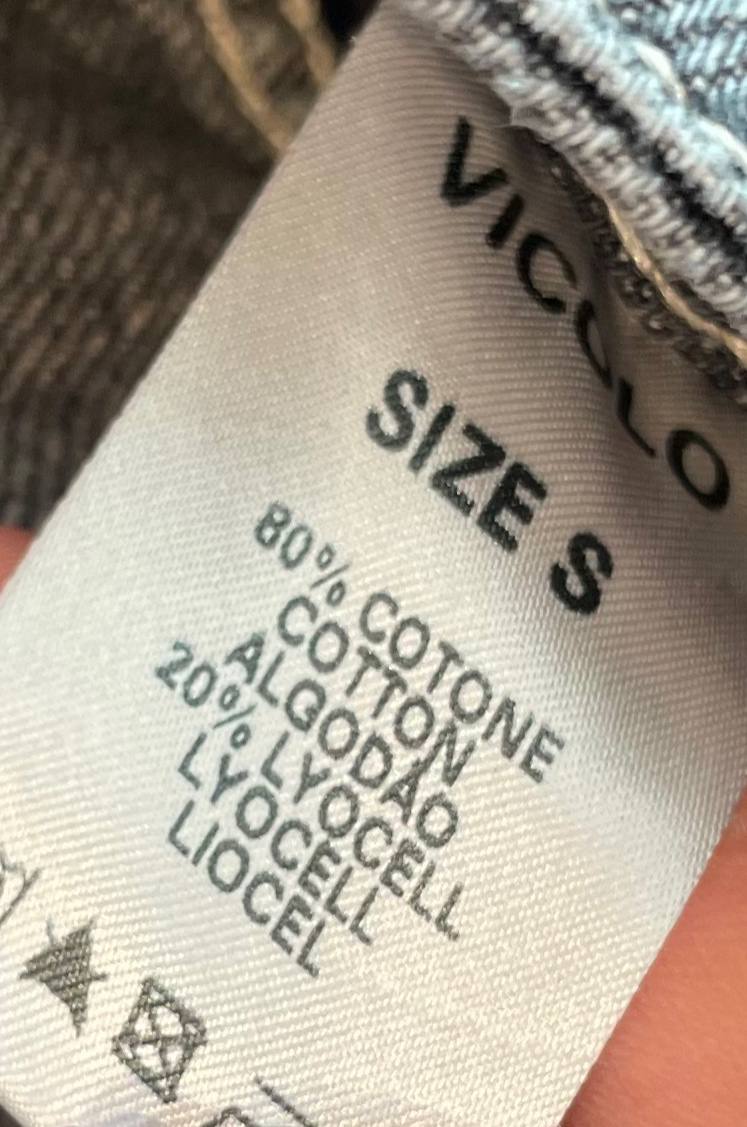 VICOLO
SIZE S
80% COTONE
COTTON
ALGODÃO
20% LYOCELL
LYOCELL
LIOCEL